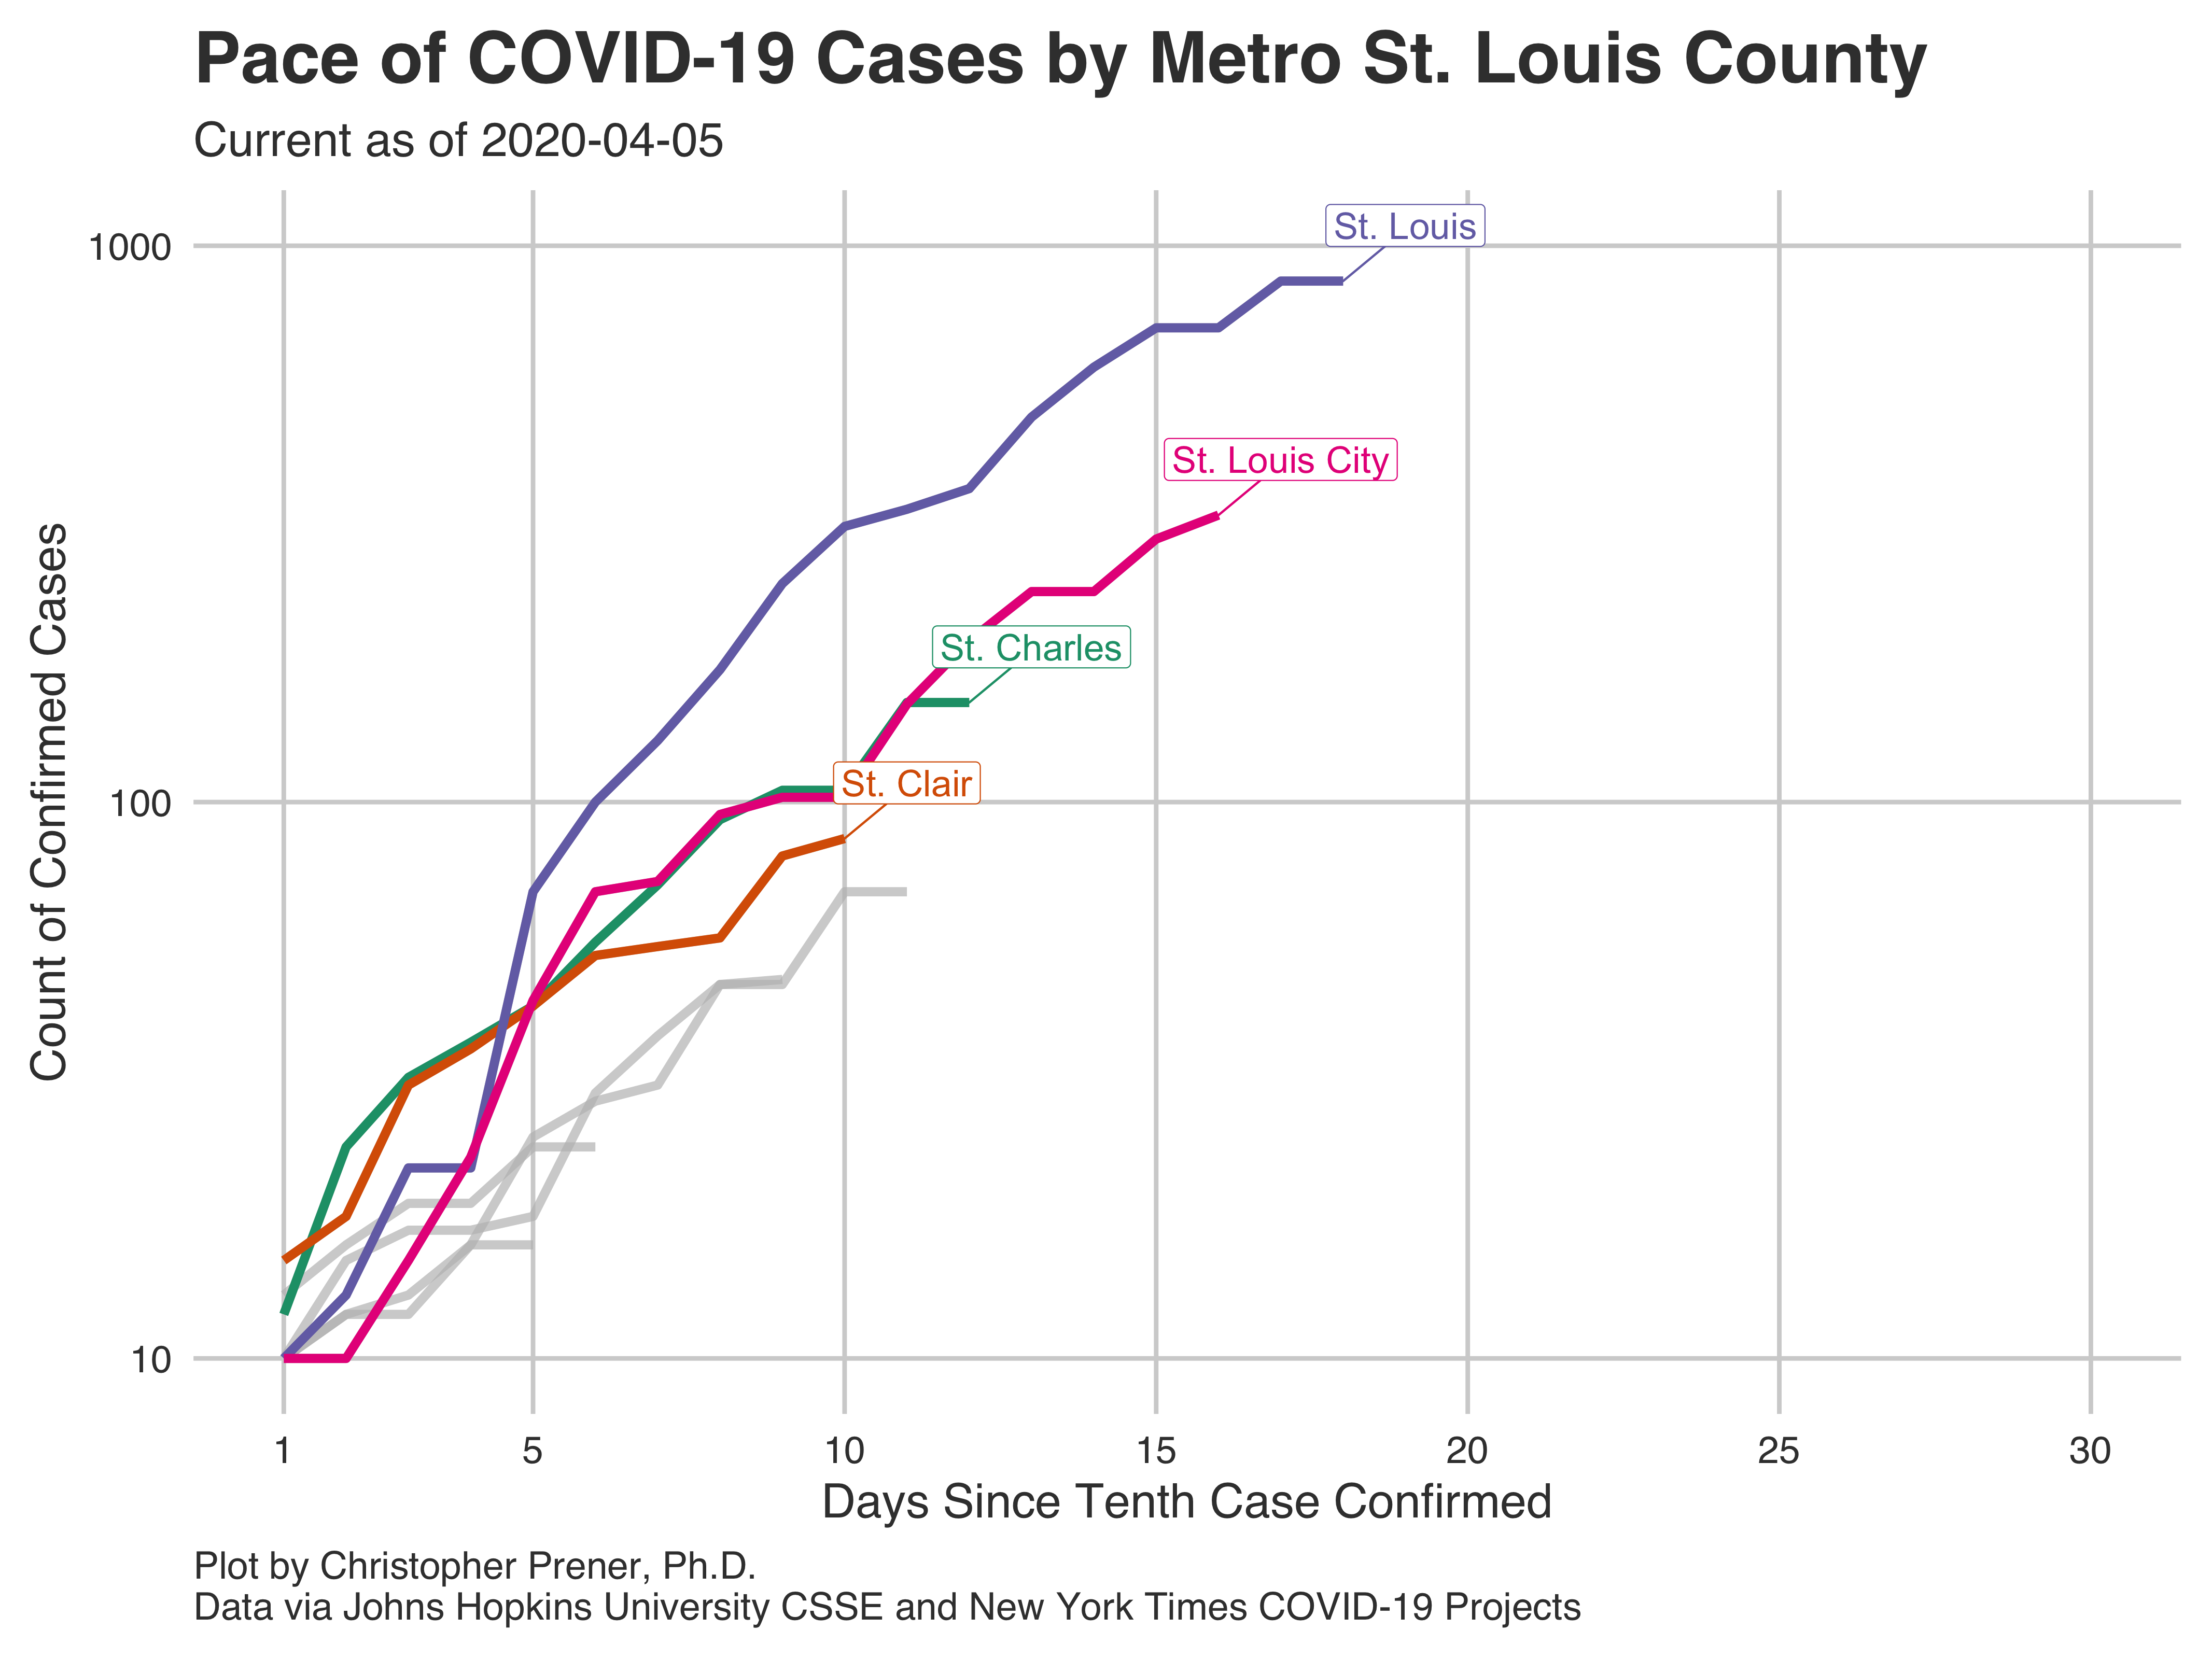 Pace of COVID-19 Cases by Metro St. Louis County
Current as of 2020-04-05
1000
100
10
Count of Confirmed Cases
St. Louis
St. Louis City
St. Charles
St. Clair
1 5 10 15 20 25 30
Days Since Tenth Case Confirmed
Plot by Christopher Prener, Ph.D.
Data via Johns Hopkins University CSSE and New York Times COVID-19 Projects